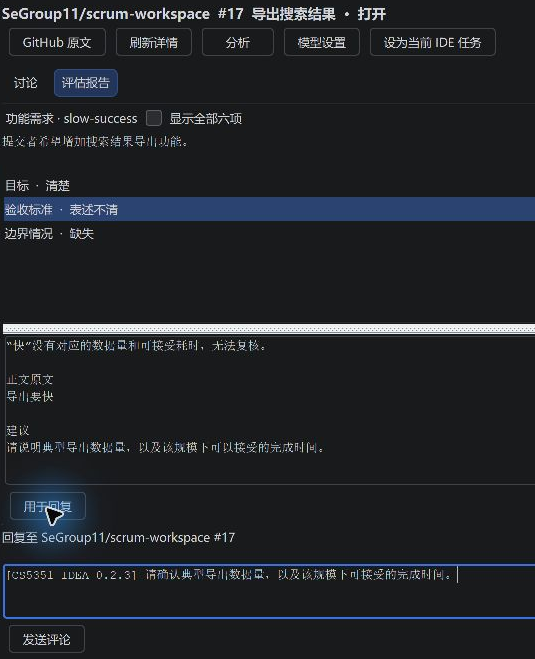 SeGroup11/scrum-workspace #17 导出搜索结果 · 打开
GitHub 原文 刷新详情 分析 模型设置 设为当前 IDE 任务
讨论 评估报告
功能需求 · slow-success 显示全部六项
提交者希望增加搜索结果导出功能。
目标 · 清楚
验收标准 · 表述不清
边界情况 · 缺失
“快”没有对应的数据量和可接受耗时，无法复核。
正文原文
导出要快
建议
请说明典型导出数据量，以及该规模下可以接受的完成时间。
用于回复
回复至 SeGroup11/scrum-workspace #17
[CS5351 IDEA 0.2.3] 请确认典型导出数据量，以及该规模下可接受的完成时间。
发送评论